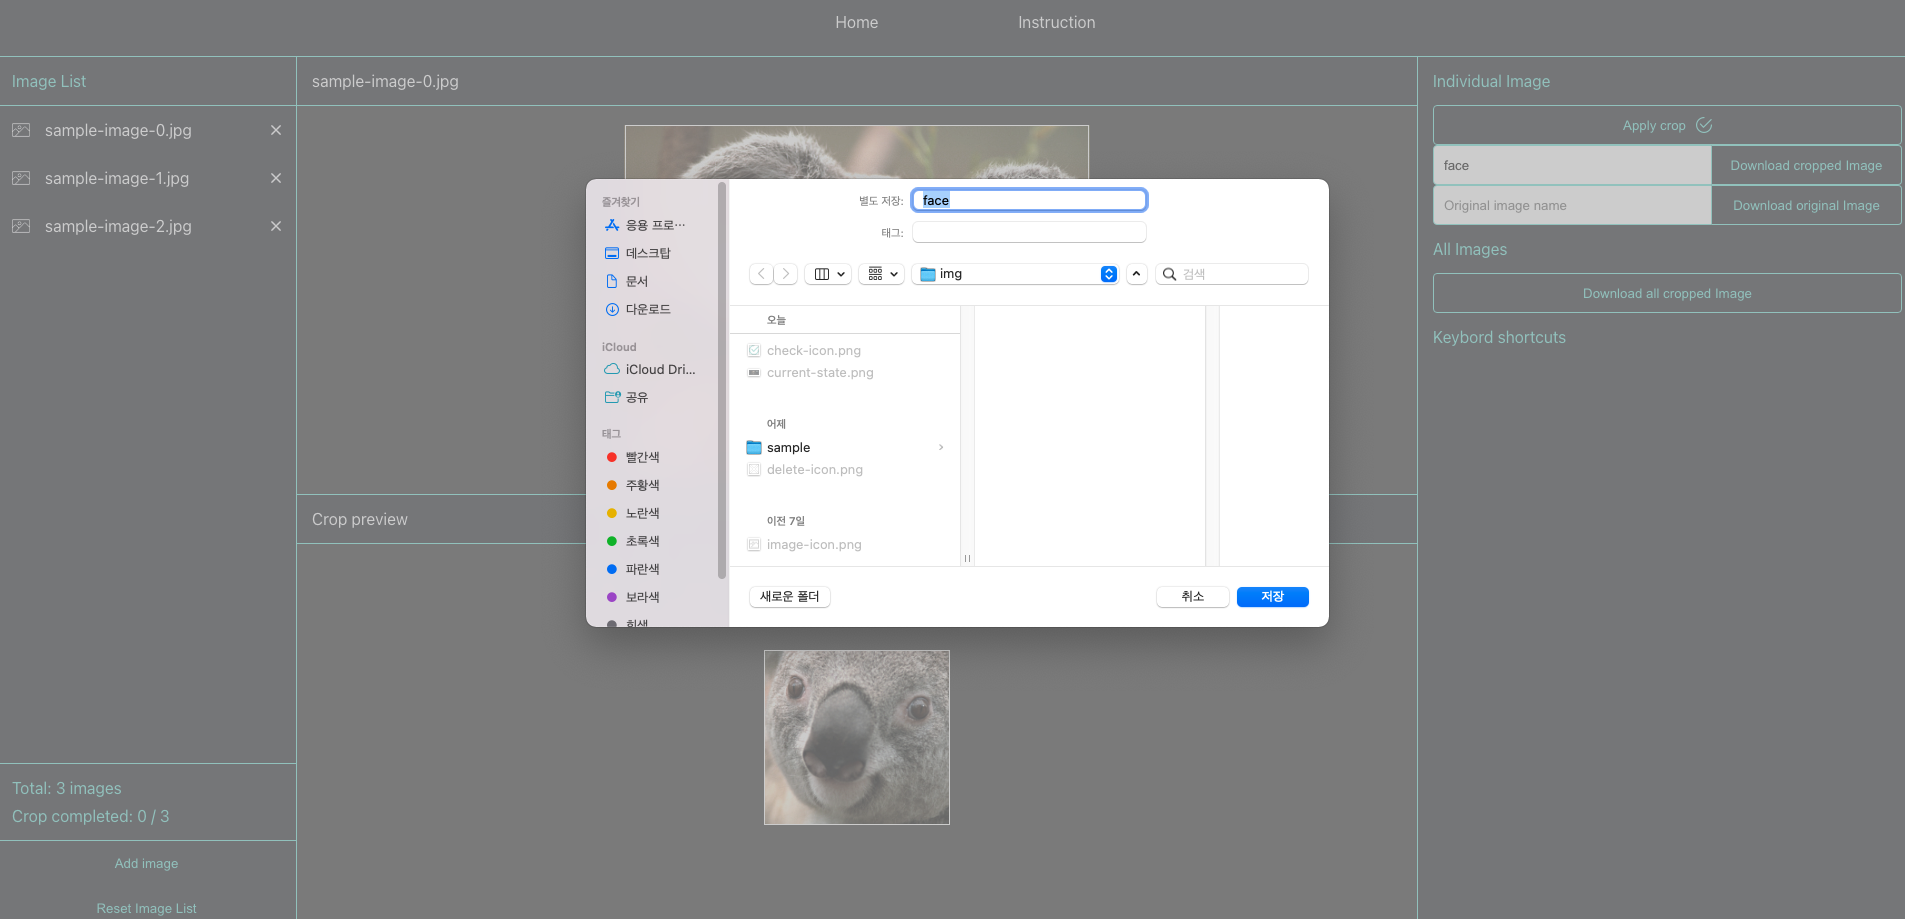 Home
Instruction
Image List
sample-image-0.jpg
sample-image-1.jpg
sample-image-2.jpg
Total: 3 images
Crop completed: 0 / 3
Add image
Reset Image List
sample-image-0.jpg
Crop preview
즐겨찾기
응용 프로…
데스크탑
문서
다운로드
iCloud
iCloud Dri...
공유
태그
빨간색
주황색
노란색
초록색
파란색
보라색
회색
별도 저장: face
태그:
img
검색
오늘
check-icon.png
current-state.png
어제
sample
delete-icon.png
이전 7일
image-icon.png
새로운 폴더
취소
저장
Individual Image
Apply crop
face
Download cropped Image
Original image name
Download original Image
All Images
Download all cropped Image
Keybord shortcuts